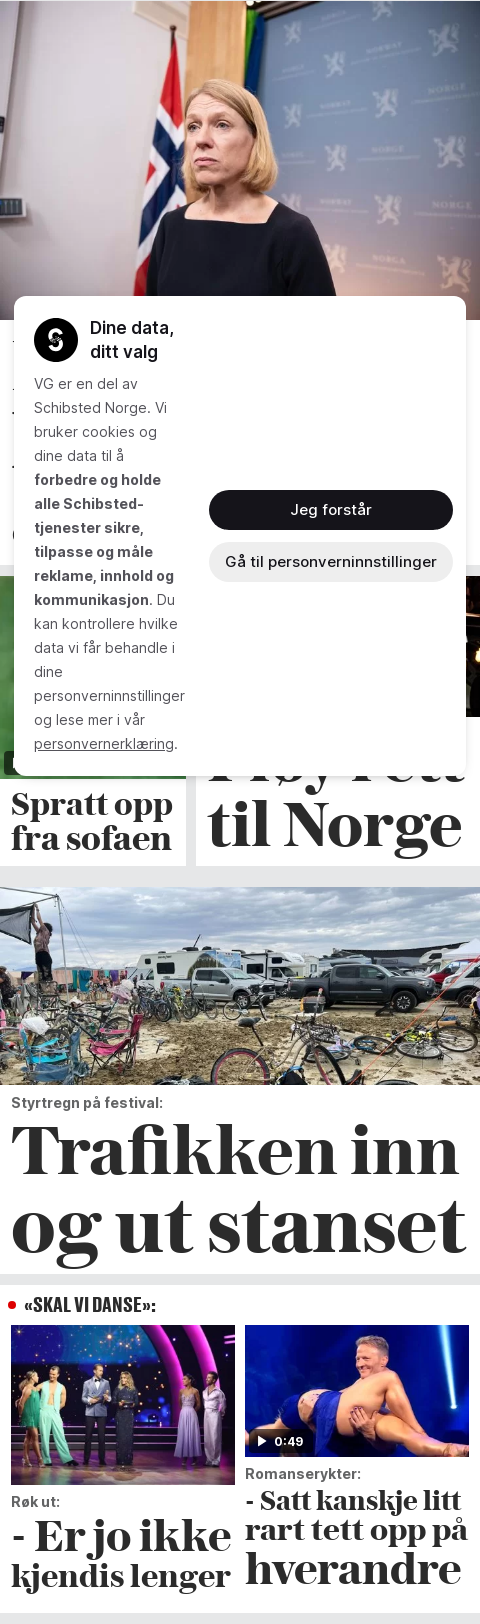 Dine data,
ditt valg
VG er en del av
Schibsted Norge. Vi
bruker cookies og
dine data til å
forbedre og holde
alle Schibsted-
tjenester sikre,
tilpasse og måle
reklame, innhold og
kommunikasjon. Du
kan kontrollere hvilke
data vi får behandle i
dine
personverninnstillinger
og lese mer i vår
personvernerklæring.
Jeg forstår
Gå til personverninnstillinger
Spratt opp
fra sofaen
til Norge
Styrtregn på festival:
Trafikken inn
og ut stanset
«SKAL VI DANSE»:
Røk ut:
- Er jo ikke
kjendis lenger
0:49
Romanserykter:
- Satt kanskje litt
rart tett opp på
hverandre